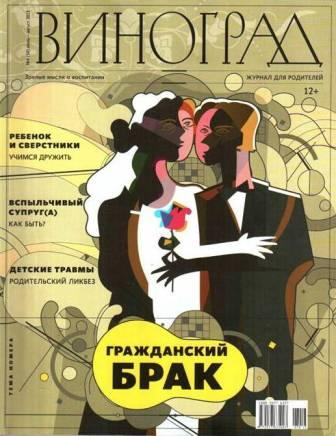 ВИНОГРАД
Зрелые мысли о воспитании
ЖУРНАЛ ДЛЯ РОДИТЕЛЕЙ
12+
РЕБЕНОК
И СВЕРСТНИКИ
УЧИМСЯ ДРУЖИТЬ
ВСПЫЛЬЧИВЫЙ
СУПРУГ(А)
КАК БЫТЬ?
ДЕТСКИЕ ТРАВМЫ
РОДИТЕЛЬСКИЙ ЛИКБЕЗ
ТЕМА НОМЕРА
ГРАЖДАНСКИЙ
БРАК